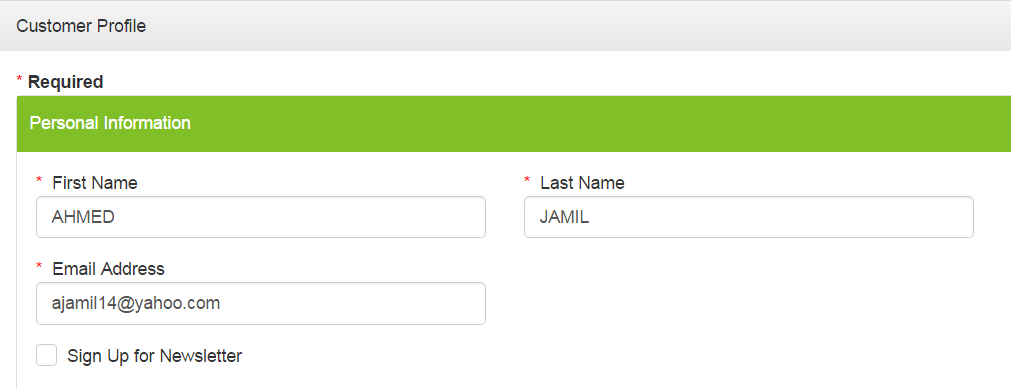 Customer Profile
* Required
Personal Information
* First Name
* Last Name
AHMED
JAMIL
* Email Address
ajamil14@yahoo.com
Sign Up for Newsletter